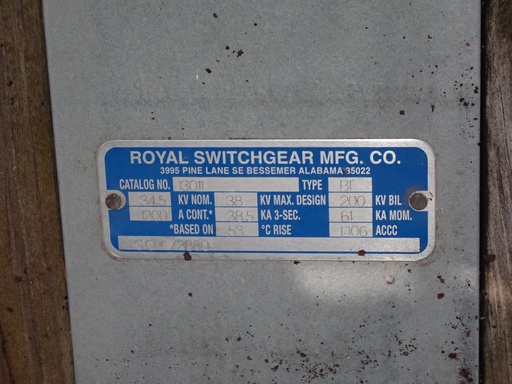 ROYAL SWITCHGEAR MFG. CO.
3995 PINE LANE SE BESSEMER ALABAMA 35022
CATALOG NO. 13011 TYPE
34.5 KV NOM. 38 KV MAX. DESIGN 200 KV BIL
1200 A CONT.* 38.5 KA 3-SEC. 61 KA MOM.
*BASED ON 53 °C RISE ACCC